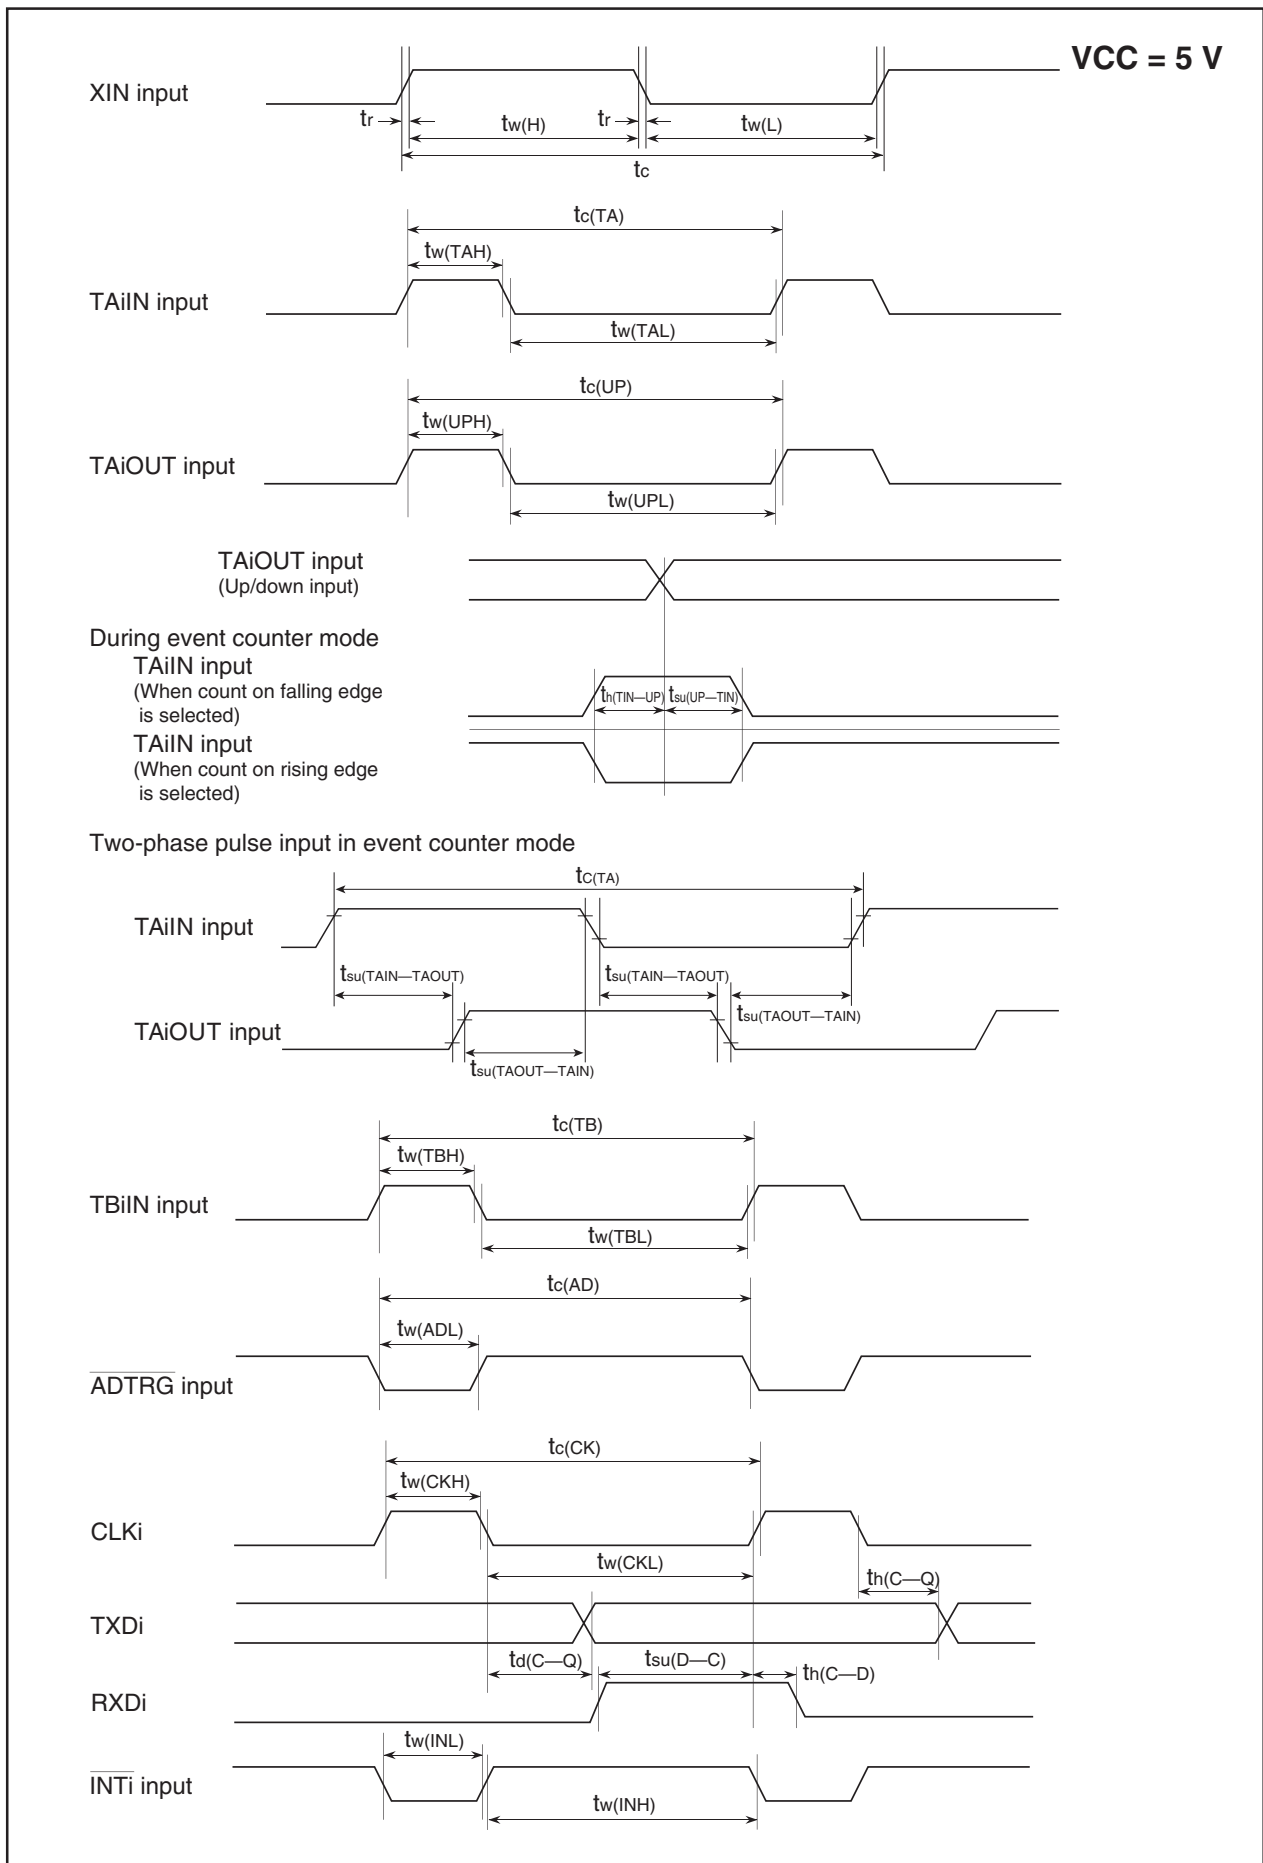 VCC = 5 V
XIN input
tr
tw(H)
tr
tw(L)
tc
tc(TA)
tw(TAH)
TAiIN input
tw(TAL)
tc(UP)
tw(UPH)
TAiOUT input
tw(UPL)
TAiOUT input
(Up/down input)
During event counter mode
TAiIN input
(When count on falling edge
is selected)
th(TIN—UP)
tsu(UP—TIN)
TAiIN input
(When count on rising edge
is selected)
Two-phase pulse input in event counter mode
tC(TA)
TAiIN input
tsu(TAIN—TAOUT)
tsu(TAIN—TAOUT)
tsu(TAOUT—TAIN)
TAiOUT input
tsu(TAOUT—TAIN)
tc(TB)
tw(TBH)
TBiIN input
tw(TBL)
tc(AD)
tw(ADL)
ADTRG input
tc(CK)
tw(CKH)
CLKi
tw(CKL)
th(C—Q)
TXDi
td(C—Q)
tsu(D—C)
th(C—D)
RXDi
tw(INL)
INTi input
tw(INH)